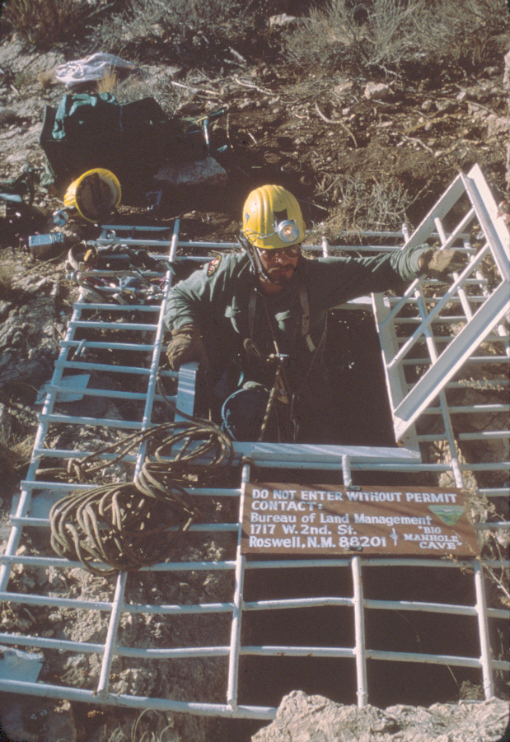 DO NOT ENTER WITHOUT PERMIT
CONTACT:
Bureau of Land Management
1717 W. 2nd. St.
Roswell, N.M. 88201
"BIG
MANHOLE
CAVE"